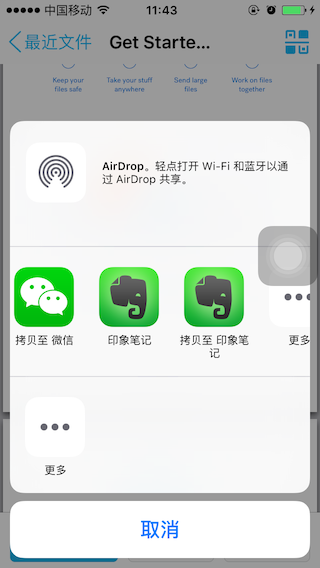 中国移动 11:43
最近文件 Get Starte...
Keep your files safe
Take your stuff anywhere
Send large files
Work on files together
AirDrop。轻点打开 Wi-Fi 和蓝牙以通
过 AirDrop 共享。
拷贝至 微信
印象笔记
拷贝至 印象笔
记
更多
更多
取消